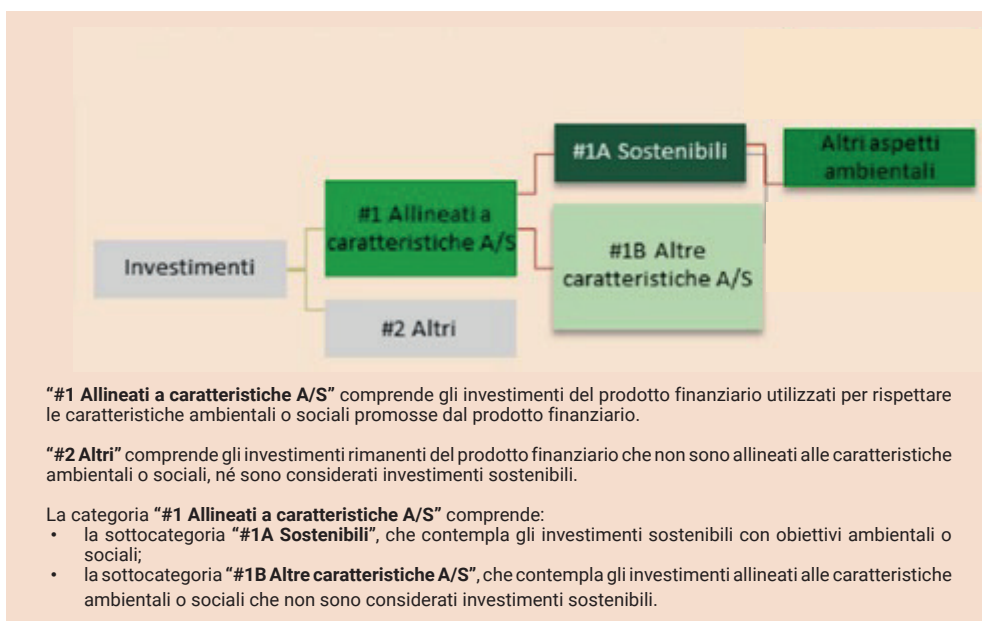 #1A Sostenibili
Altri aspetti
ambientali
#1 Allineati a
caratteristiche A/S
#1B Altre
caratteristiche A/S
Investimenti
#2 Altri
“#1 Allineati a caratteristiche A/S” comprende gli investimenti del prodotto finanziario utilizzati per rispettare
le caratteristiche ambientali o sociali promosse dal prodotto finanziario.
“#2 Altri” comprende gli investimenti rimanenti del prodotto finanziario che non sono allineati alle caratteristiche
ambientali o sociali, né sono considerati investimenti sostenibili.
La categoria “#1 Allineati a caratteristiche A/S” comprende:
• la sottocategoria “#1A Sostenibili”, che contempla gli investimenti sostenibili con obiettivi ambientali o
sociali;
• la sottocategoria “#1B Altre caratteristiche A/S”, che contempla gli investimenti allineati alle caratteristiche
ambientali o sociali che non sono considerati investimenti sostenibili.